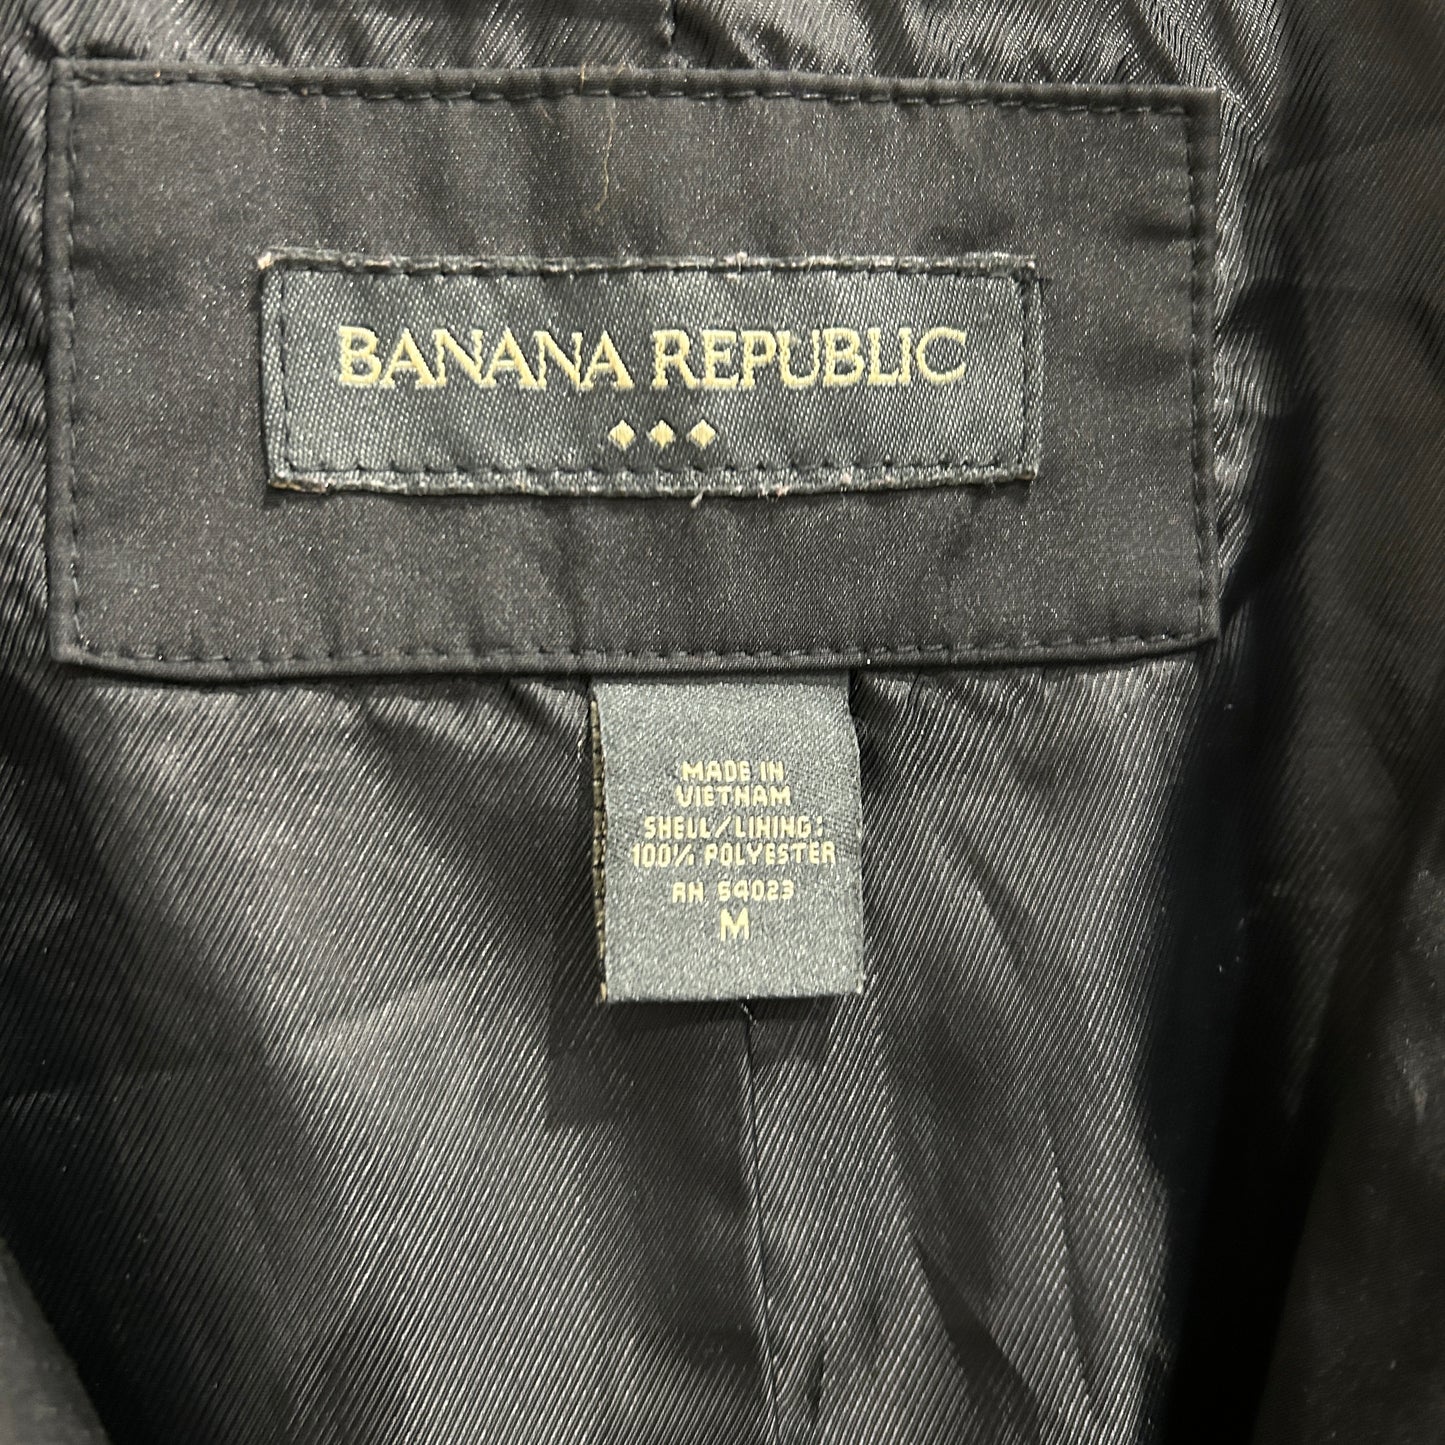 BANANA REPUBLIC
MADE IN
VIETNAM
SHELL/LINING:
100% POLYESTER
RN 54023
M